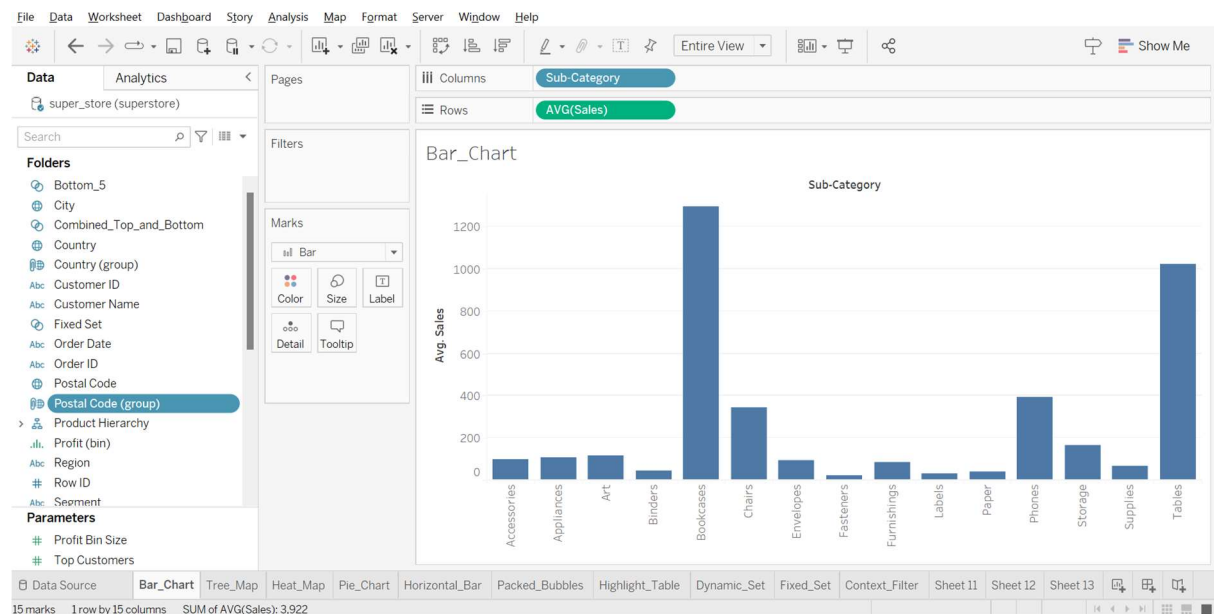 File Data Worksheet Dashboard Story Analysis Map Format Server Window Help
Entire View
Show Me
Data Analytics
super_store (superstore)
Search
Folders
Bottom_5
City
Combined_Top_and_Bottom
Country
Country (group)
Abc Customer ID
Abc Customer Name
Fixed Set
Abc Order Date
Abc Order ID
Postal Code
Postal Code (group)
Product Hierarchy
Profit (bin)
Abc Region
# Row ID
Abc Segment
Parameters
# Profit Bin Size
# Top Customers
Pages
Filters
Marks
Bar
Color Size Label
Detail Tooltip
Columns Sub-Category
Rows AVG(Sales)
Bar_Chart
Sub-Category
Avg. Sales
1200
1000
800
600
400
200
0
Accessories
Appliances
Art
Binders
Bookcases
Chairs
Envelopes
Fasteners
Furnishings
Labels
Paper
Phones
Storage
Supplies
Tables
Data Source Bar_Chart Tree_Map Heat_Map Pie_Chart Horizontal_Bar Packed_Bubbles Highlight_Table Dynamic_Set Fixed_Set Context_Filter Sheet 11 Sheet 12 Sheet 13
15 marks 1 row by 15 columns SUM of AVG(Sales): 3,922